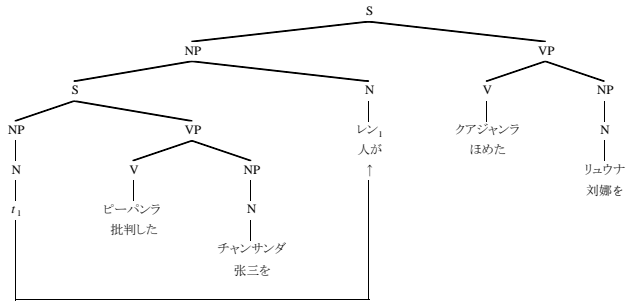 S
NP VP
S N V NP
NP VP レン₁ クアジャンラ N
人が ほめた
N V NP ↑ リュウナ
刘娜を
t₁ ピーパンラ N
批判した
チャンサンダ
张三を